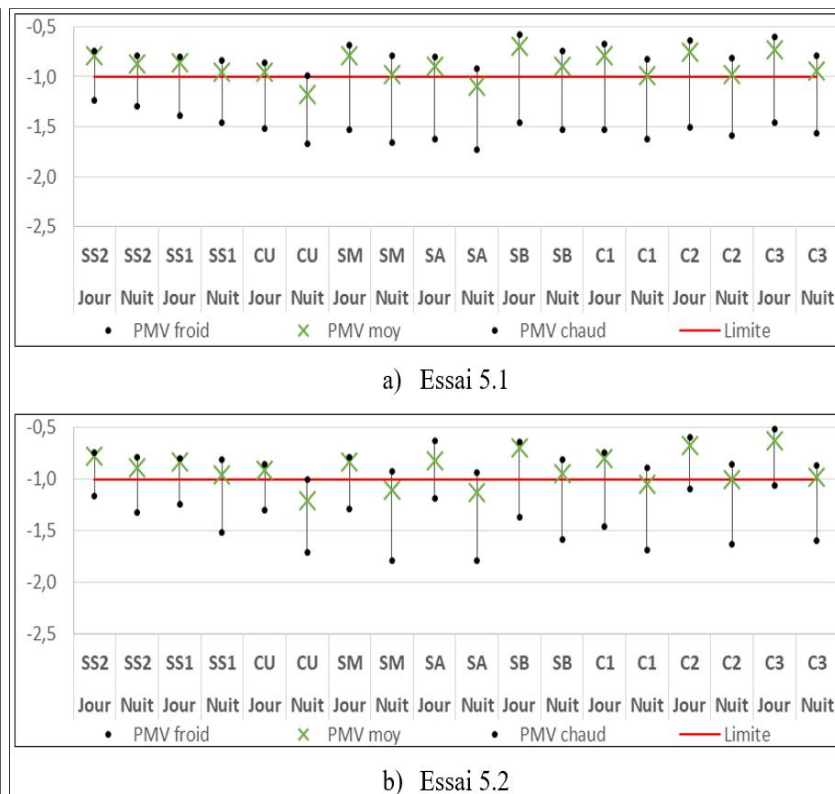 -0,5
-1,0
-1,5
-2,0
-2,5
SS2 SS2 SS1 SS1 CU CU SM SM SA SA SB SB C1 C1 C2 C2 C3 C3
Jour Nuit Jour Nuit Jour Nuit Jour Nuit Jour Nuit Jour Nuit Jour Nuit Jour Nuit Jour Nuit
PMV froid PMV moy PMV chaud Limite
a) Essai 5.1
-0,5
-1,0
-1,5
-2,0
-2,5
SS2 SS2 SS1 SS1 CU CU SM SM SA SA SB SB C1 C1 C2 C2 C3 C3
Jour Nuit Jour Nuit Jour Nuit Jour Nuit Jour Nuit Jour Nuit Jour Nuit Jour Nuit Jour Nuit
PMV froid PMV moy PMV chaud Limite
b) Essai 5.2